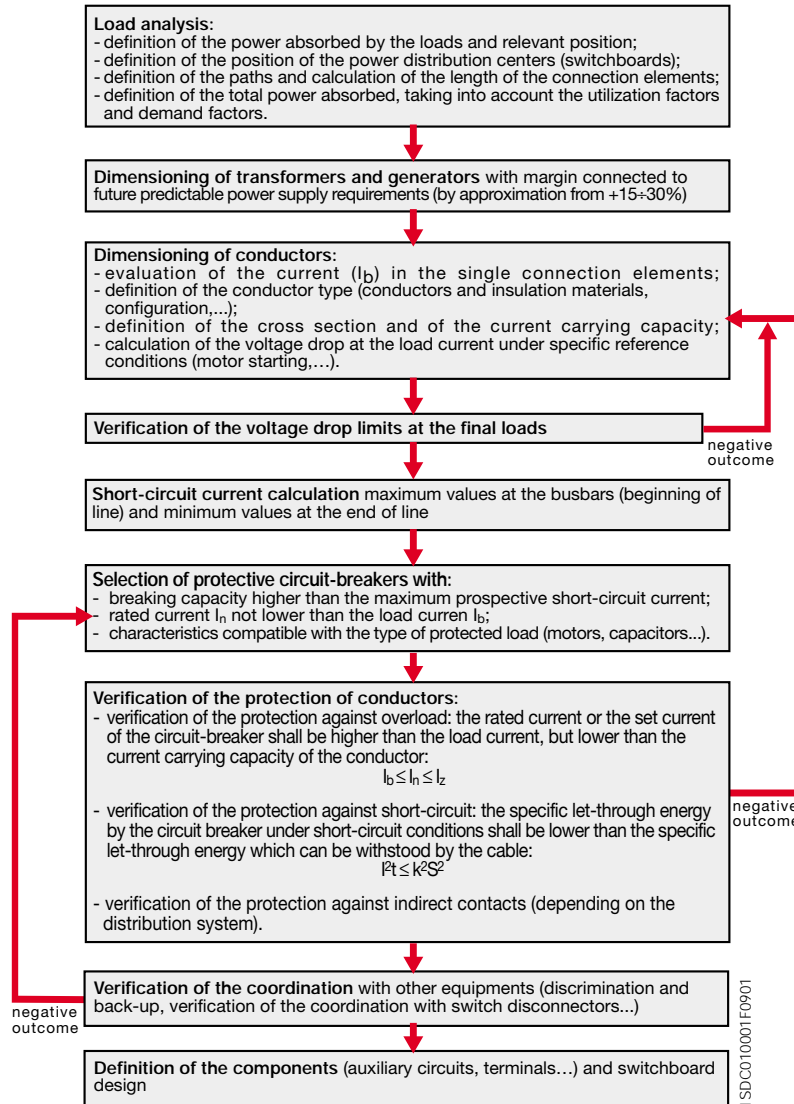 Load analysis:
- definition of the power absorbed by the loads and relevant position;
- definition of the position of the power distribution centers (switchboards);
- definition of the paths and calculation of the length of the connection elements;
- definition of the total power absorbed, taking into account the utilization factors
and demand factors.
Dimensioning of transformers and generators with margin connected to
future predictable power supply requirements (by approximation from +15÷30%)
Dimensioning of conductors:
- evaluation of the current (Ib) in the single connection elements;
- definition of the conductor type (conductors and insulation materials,
configuration,...);
- definition of the cross section and of the current carrying capacity;
- calculation of the voltage drop at the load current under specific reference
conditions (motor starting,…).
Verification of the voltage drop limits at the final loads
negative
outcome
Short-circuit current calculation maximum values at the busbars (beginning of
line) and minimum values at the end of line
Selection of protective circuit-breakers with:
- breaking capacity higher than the maximum prospective short-circuit current;
- rated current In not lower than the load curren Ib;
- characteristics compatible with the type of protected load (motors, capacitors...).
Verification of the protection of conductors:
- verification of the protection against overload: the rated current or the set current
of the circuit-breaker shall be higher than the load current, but lower than the
current carrying capacity of the conductor:
Ib ≤ In ≤ Iz
- verification of the protection against short-circuit: the specific let-through energy
by the circuit breaker under short-circuit conditions shall be lower than the specific
let-through energy which can be withstood by the cable:
I²t ≤ k²S²
- verification of the protection against indirect contacts (depending on the
distribution system).
negative
outcome
Verification of the coordination with other equipments (discrimination and
back-up, verification of the coordination with switch disconnectors...)
negative
outcome
Definition of the components (auxiliary circuits, terminals…) and switchboard
design
1SDC010001F0901